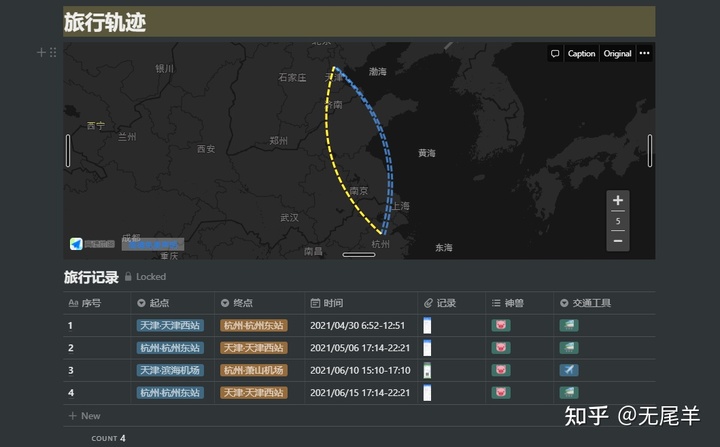 旅行轨迹
北京
Caption Original
银川
石家庄
天津
渤海
济南
西宁
兰州
西安
郑州
黄海
南京
上海
武汉
成都
重庆
南昌
杭州
东海
+
5
−
旅行记录 Locked
Aa 序号 起点 终点 时间 记录 神兽 交通工具
1 天津·天津西站 杭州·杭州东站 2021/04/30 6:52-12:51
2 杭州·杭州东站 天津·天津西站 2021/05/06 17:14-22:21
3 天津·滨海机场 杭州·萧山机场 2021/06/10 15:10-17:10
4 杭州·杭州东站 天津·天津西站 2021/06/15 17:14-22:21
+ New
COUNT 4
知乎 @无尾羊